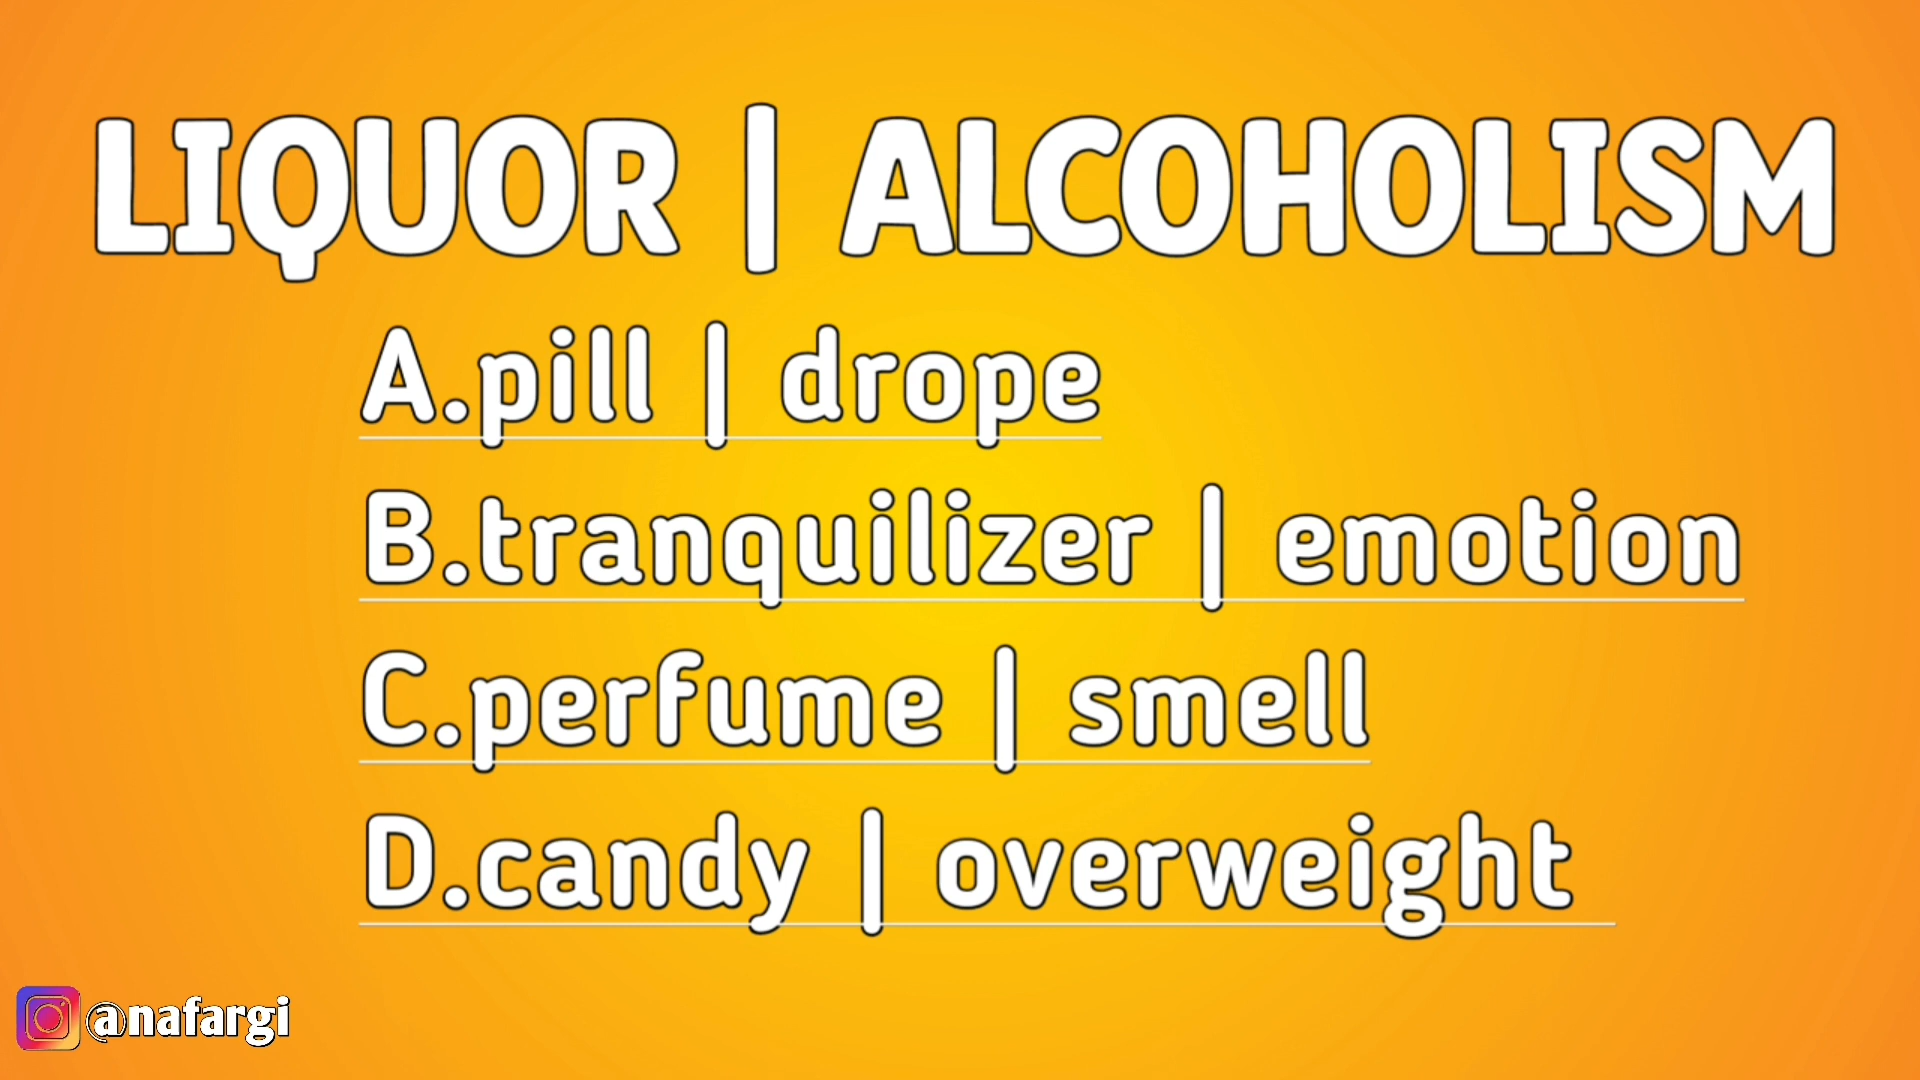 LIQUOR | ALCOHOLISM
A.pill | drope
B.tranquilizer | emotion
C.perfume | smell
D.candy | overweight
@nafargi